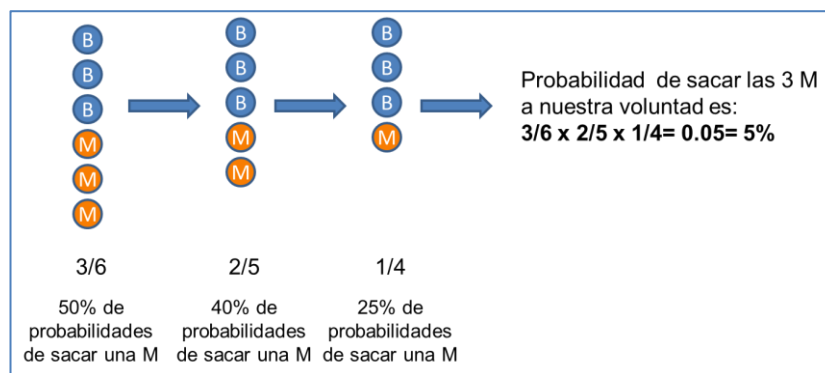 B
B
B
M
M
M
B
B
B
M
M
B
B
B
M
Probabilidad de sacar las 3 M
a nuestra voluntad es:
3/6 x 2/5 x 1/4= 0.05= 5%
3/6
2/5
1/4
50% de
probabilidades
de sacar una M
40% de
probabilidades
de sacar una M
25% de
probabilidades
de sacar una M